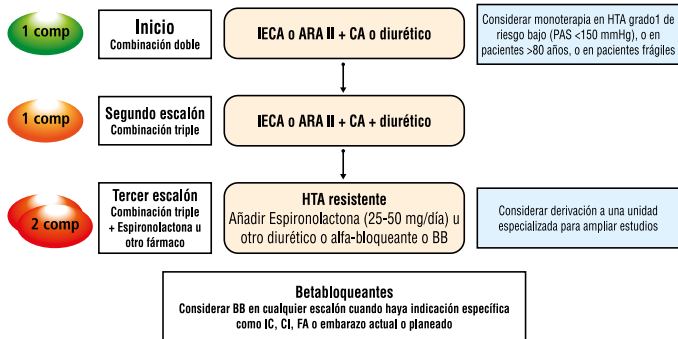 1 comp
Inicio
Combinación doble
IECA o ARA II + CA o diurético
Considerar monoterapia en HTA grado1 de
riesgo bajo (PAS <150 mmHg), o en
pacientes >80 años, o en pacientes frágiles
1 comp
Segundo escalón
Combinación triple
IECA o ARA II + CA + diurético
2 comp
Tercer escalón
Combinación triple
+ Espironolactona u
otro fármaco
HTA resistente
Añadir Espironolactona (25-50 mg/día) u
otro diurético o alfa-bloqueante o BB
Considerar derivación a una unidad
especializada para ampliar estudios
Betabloqueantes
Considerar BB en cualquier escalón cuando haya indicación específica
como IC, CI, FA o embarazo actual o planeado